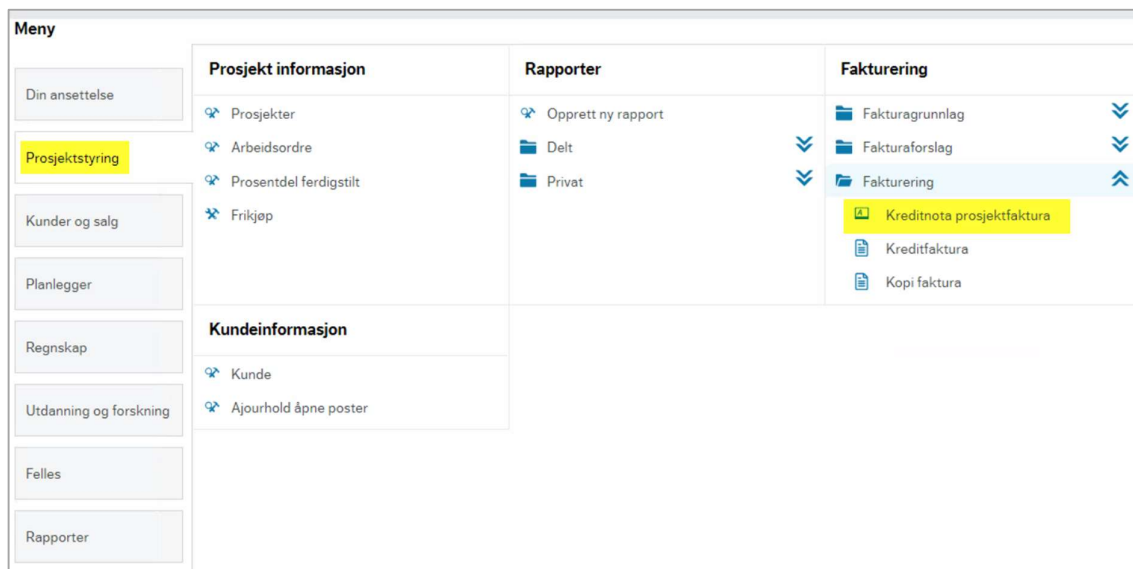 Meny
Din ansettelse
Prosjektstyring
Kunder og salg
Planlegger
Regnskap
Utdanning og forskning
Felles
Rapporter
Prosjekt informasjon
Prosjekter
Arbeidsordre
Prosentdel ferdigstilt
Frikjøp
Rapporter
Opprett ny rapport
Delt
Privat
Fakturering
Fakturagrunnlag
Fakturaforslag
Fakturering
Kreditnota prosjektfaktura
Kreditfaktura
Kopi faktura
Kundeinformasjon
Kunde
Ajourhold åpne poster